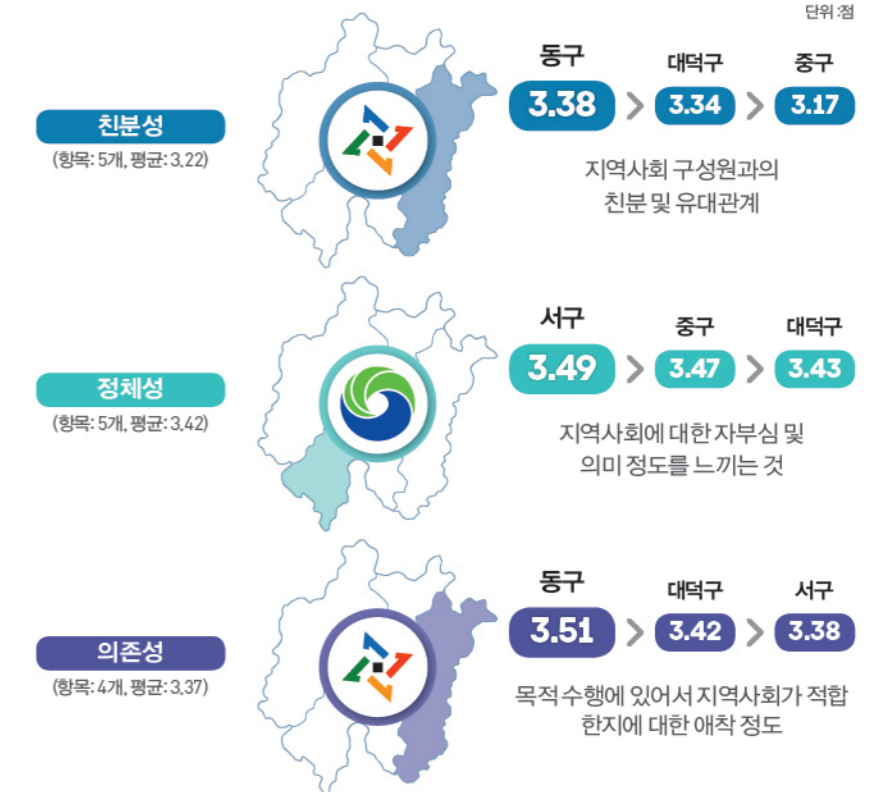 단위 :점
친분성
(항목: 5개, 평균: 3.22)
동구
대덕구
중구
3.38 > 3.34 > 3.17
지역사회 구성원과의
친분 및 유대관계
정체성
(항목: 5개, 평균: 3.42)
서구
중구
대덕구
3.49 > 3.47 > 3.43
지역사회에 대한 자부심 및
의미 정도를 느끼는 것
의존성
(항목: 4개, 평균: 3.37)
동구
대덕구
서구
3.51 > 3.42 > 3.38
목적 수행에 있어서 지역사회가 적합
한지에 대한 애착 정도